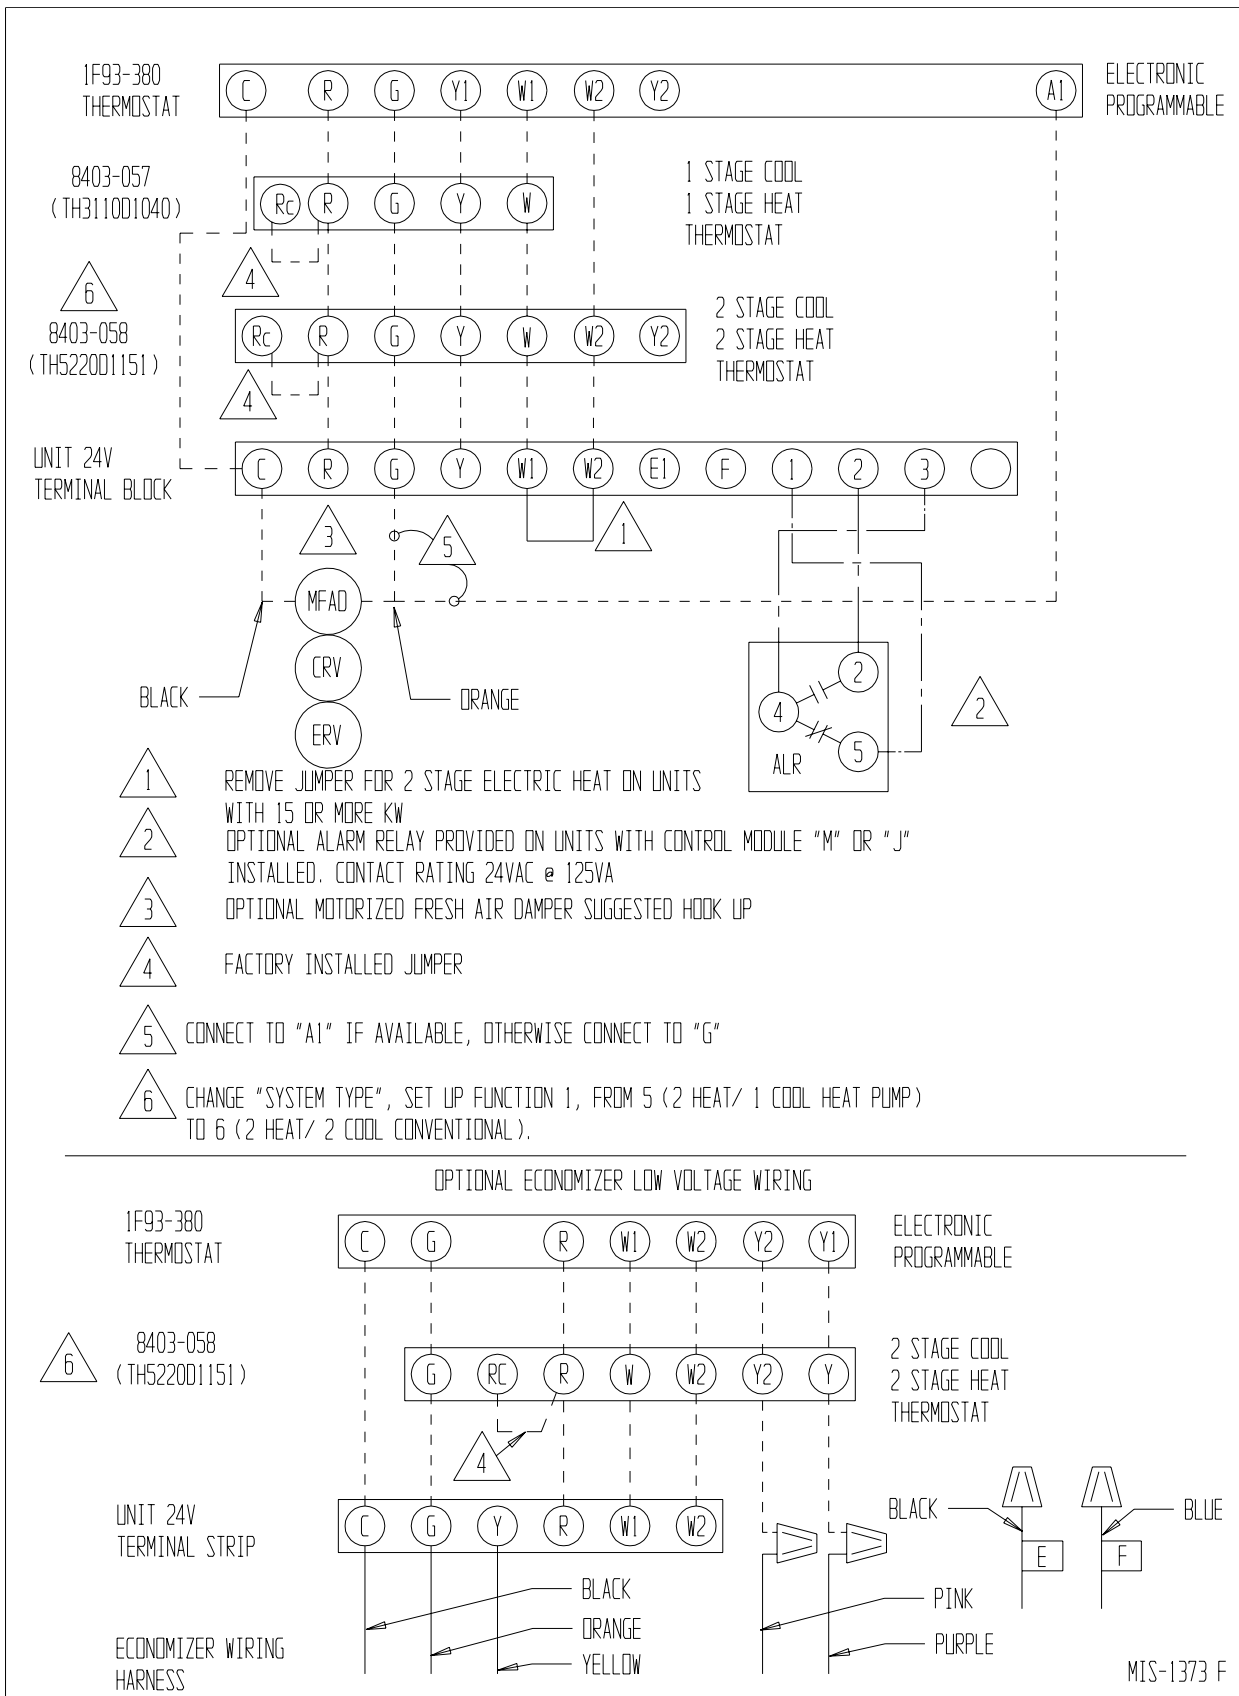 1F93-380
THERMOSTAT
C R G Y1 W1 W2 Y2 A1
ELECTRONIC
PROGRAMMABLE
8403-057
(TH3110D1040)
Rc R G Y W
1 STAGE COOL
1 STAGE HEAT
THERMOSTAT
4
6
8403-058
(TH5220D1151)
Rc R G Y W W2 Y2
2 STAGE COOL
2 STAGE HEAT
THERMOSTAT
4
UNIT 24V
TERMINAL BLOCK
C R G Y W1 W2 E1 F 1 2 3
3
5
1
MFAD
CRV
ERV
BLACK
ORANGE
2
4
5
ALR
2
1 REMOVE JUMPER FOR 2 STAGE ELECTRIC HEAT ON UNITS
WITH 15 OR MORE KW
2 OPTIONAL ALARM RELAY PROVIDED ON UNITS WITH CONTROL MODULE "M" OR "J"
INSTALLED. CONTACT RATING 24VAC @ 125VA
3 OPTIONAL MOTORIZED FRESH AIR DAMPER SUGGESTED HOOK UP
4 FACTORY INSTALLED JUMPER
5 CONNECT TO "A1" IF AVAILABLE, OTHERWISE CONNECT TO "G"
6 CHANGE "SYSTEM TYPE", SET UP FUNCTION 1, FROM 5 (2 HEAT/ 1 COOL HEAT PUMP)
TO 6 (2 HEAT/ 2 COOL CONVENTIONAL).
OPTIONAL ECONOMIZER LOW VOLTAGE WIRING
1F93-380
THERMOSTAT
C G R W1 W2 Y2 Y1
ELECTRONIC
PROGRAMMABLE
6
8403-058
(TH5220D1151)
G RC R W W2 Y2 Y
2 STAGE COOL
2 STAGE HEAT
THERMOSTAT
4
UNIT 24V
TERMINAL STRIP
C G Y R W1 W2
BLACK
E
F
BLUE
BLACK
ORANGE
YELLOW
PINK
PURPLE
ECONOMIZER WIRING
HARNESS
MIS-1373 F